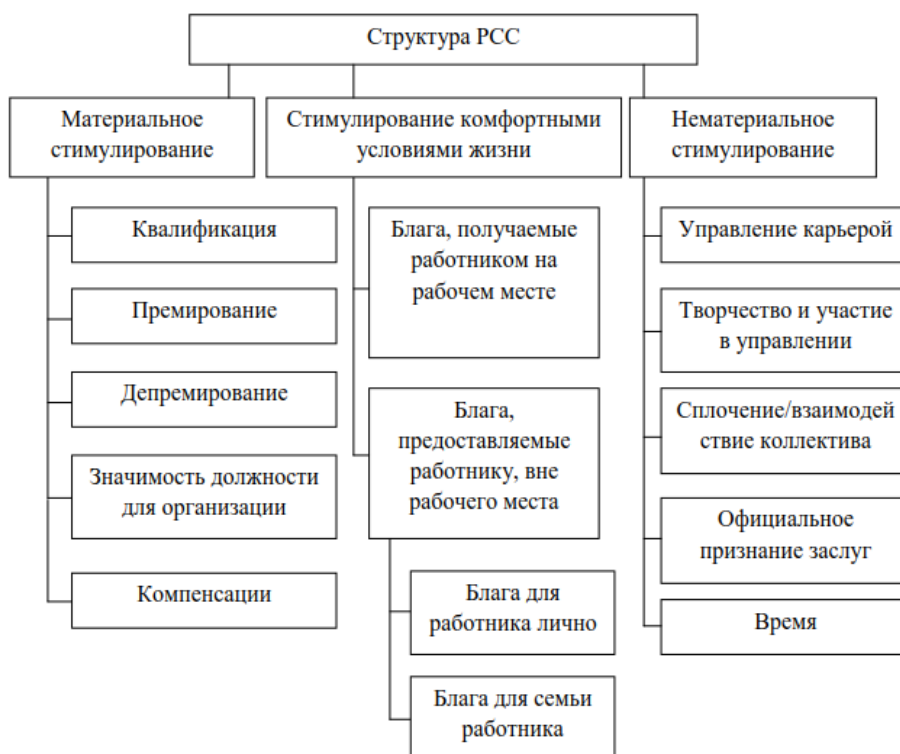 Структура РСС
Материальное
стимулирование
Квалификация
Премирование
Депремирование
Значимость должности
для организации
Компенсации
Стимулирование комфортными
условиями жизни
Блага, получаемые
работником на
рабочем месте
Блага,
предоставляемые
работнику, вне
рабочего места
Блага для
работника лично
Блага для семьи
работника
Нематериальное
стимулирование
Управление карьерой
Творчество и участие
в управлении
Сплочение/взаимодей
ствие коллектива
Официальное
признание заслуг
Время